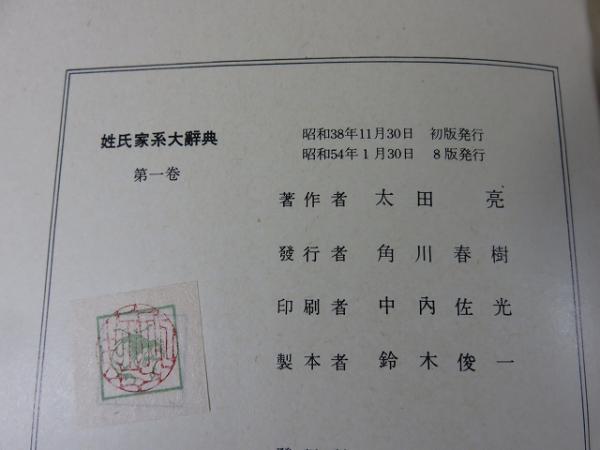 姓氏家系大辭典
第一卷
昭和38年11月30日 初版発行
昭和54年1月30日 8版発行
著作者 太田亮
發行者 角川春樹
印刷者 中內佐光
製本者 鈴木俊一